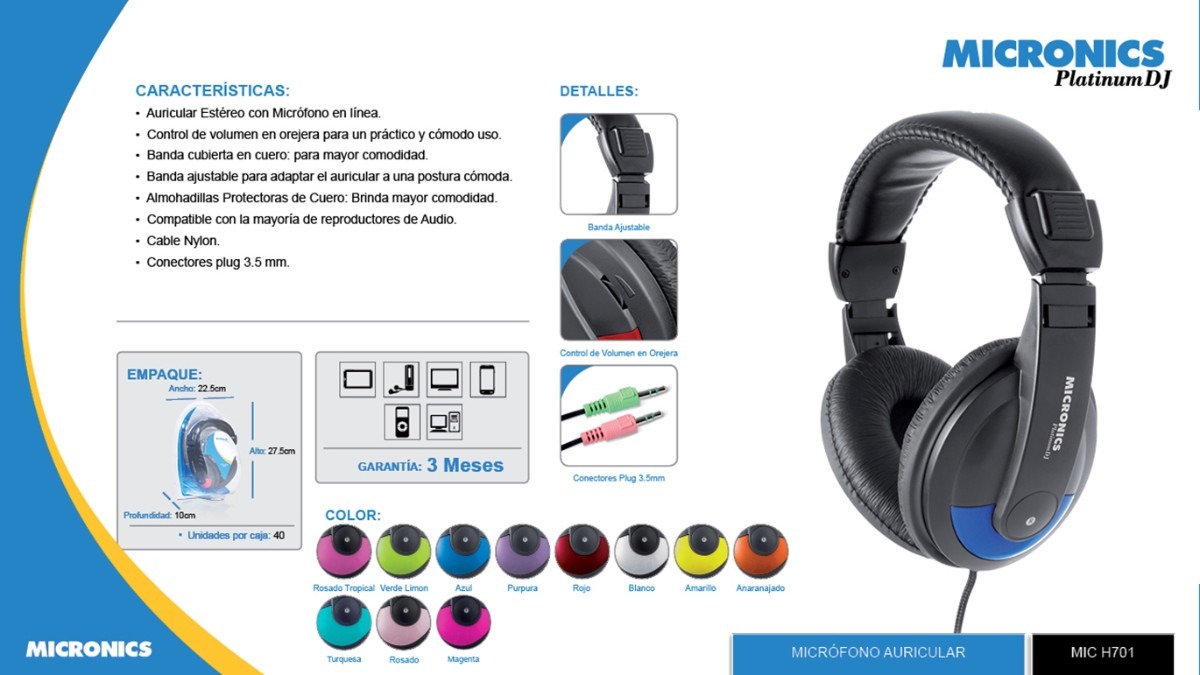 MICRONICS
Platinum DJ
CARACTERÍSTICAS:
• Auricular Estéreo con Micrófono en línea.
• Control de volumen en orejera para un práctico y cómodo uso.
• Banda cubierta en cuero: para mayor comodidad.
• Banda ajustable para adaptar el auricular a una postura cómoda.
• Almohadillas Protectoras de Cuero: Brinda mayor comodidad.
• Compatible con la mayoría de reproductores de Audio.
• Cable Nylon.
• Conectores plug 3.5 mm.
DETALLES:
Banda Ajustable
Control de Volumen en Orejera
Conectores Plug 3.5mm
EMPAQUE:
Ancho: 22.5cm
Alto: 27.5cm
Profundidad: 10cm
• Unidades por caja: 40
GARANTÍA: 3 Meses
COLOR:
Rosado Tropical Verde Limon Azul Purpura Rojo Blanco Amarillo Anaranajado
Turquesa Rosado Magenta
MICRONICS
Platinum DJ
MICRONICS
MICRÓFONO AURICULAR
MIC H701